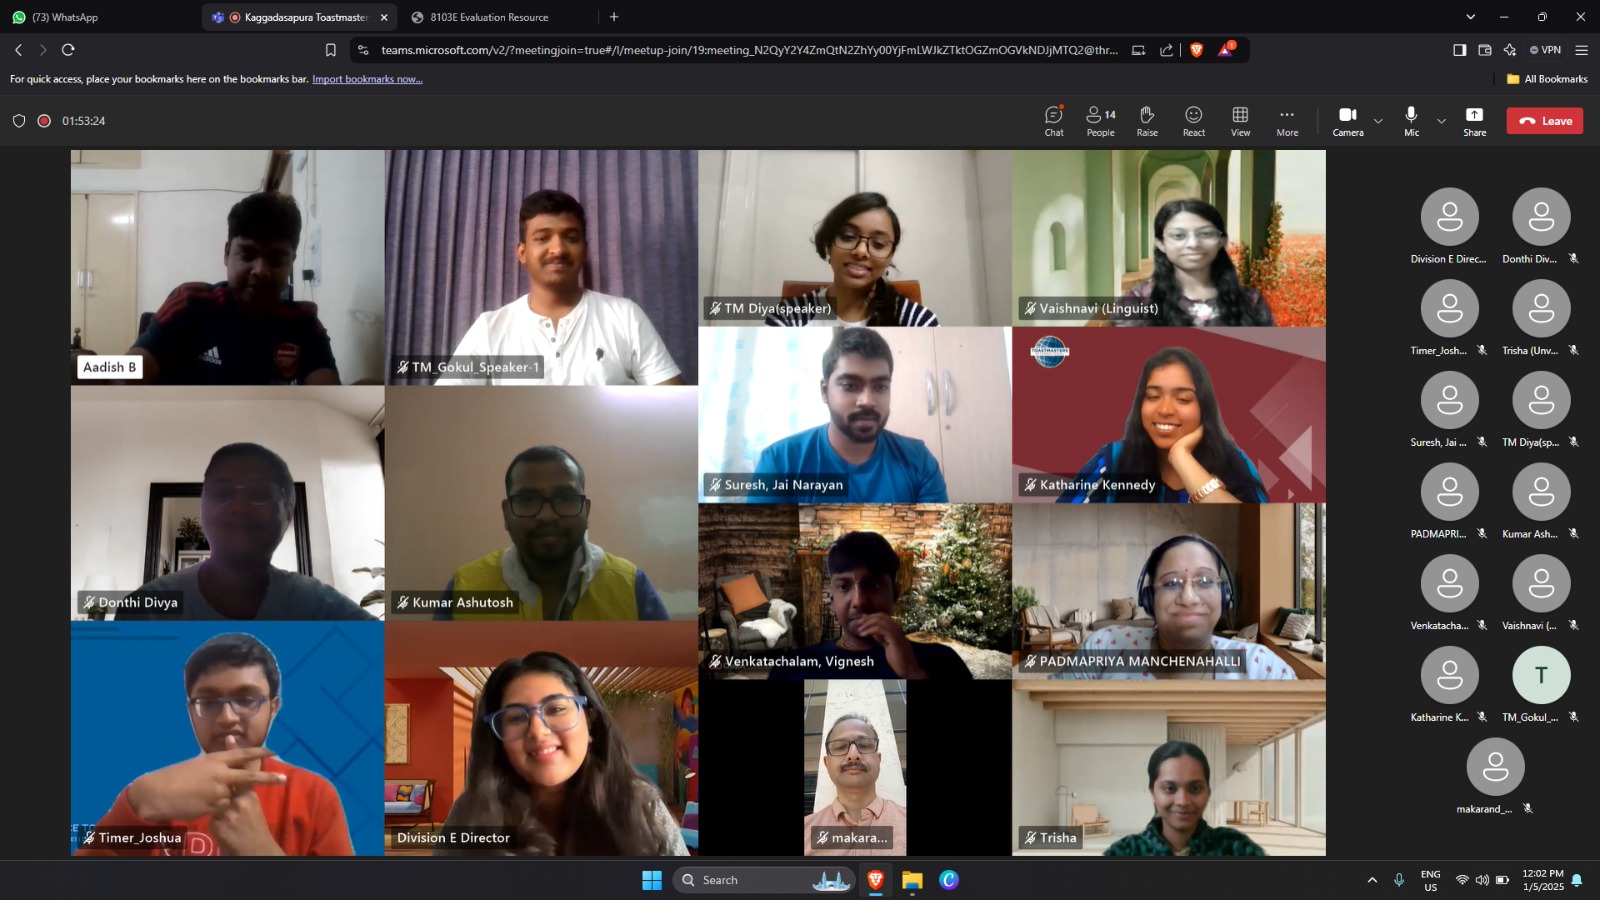 (73) WhatsApp
Kaggadasapura Toastmaster
8103E Evaluation Resource
teams.microsoft.com/v2/?meetingjoin=true#/l/meetup-join/19:meeting_N2QyY2Y4ZmQtN2ZhYy00YjFmLWJkZTktOGZmOGVkNDJjMTQ2@thr...
VPN
For quick access, place your bookmarks here on the bookmarks bar. Import bookmarks now...
All Bookmarks
01:53:24
14
Chat People Raise React View More Camera Mic Share Leave
TM Diya(speaker)
Vaishnavi (Linguist)
Aadish B
TM_Gokul_Speaker-1
TOASTMASTERS
Suresh, Jai Narayan
Katharine Kennedy
Donthi Divya
Kumar Ashutosh
Venkatachalam, Vignesh
PADMAPRIYA MANCHENAHALLI
Timer_Joshua
Division E Director
makara...
Trisha
Division E Direc...
Donthi Div...
Timer_Josh...
Trisha (Unv...
Suresh, Jai ...
TM Diya(sp...
PADMAPRI...
Kumar Ash...
Venkatacha...
Vaishnavi (...
T
Katharine K...
TM_Gokul_...
makarand_...
Search
ENG
US
12:02 PM
1/5/2025